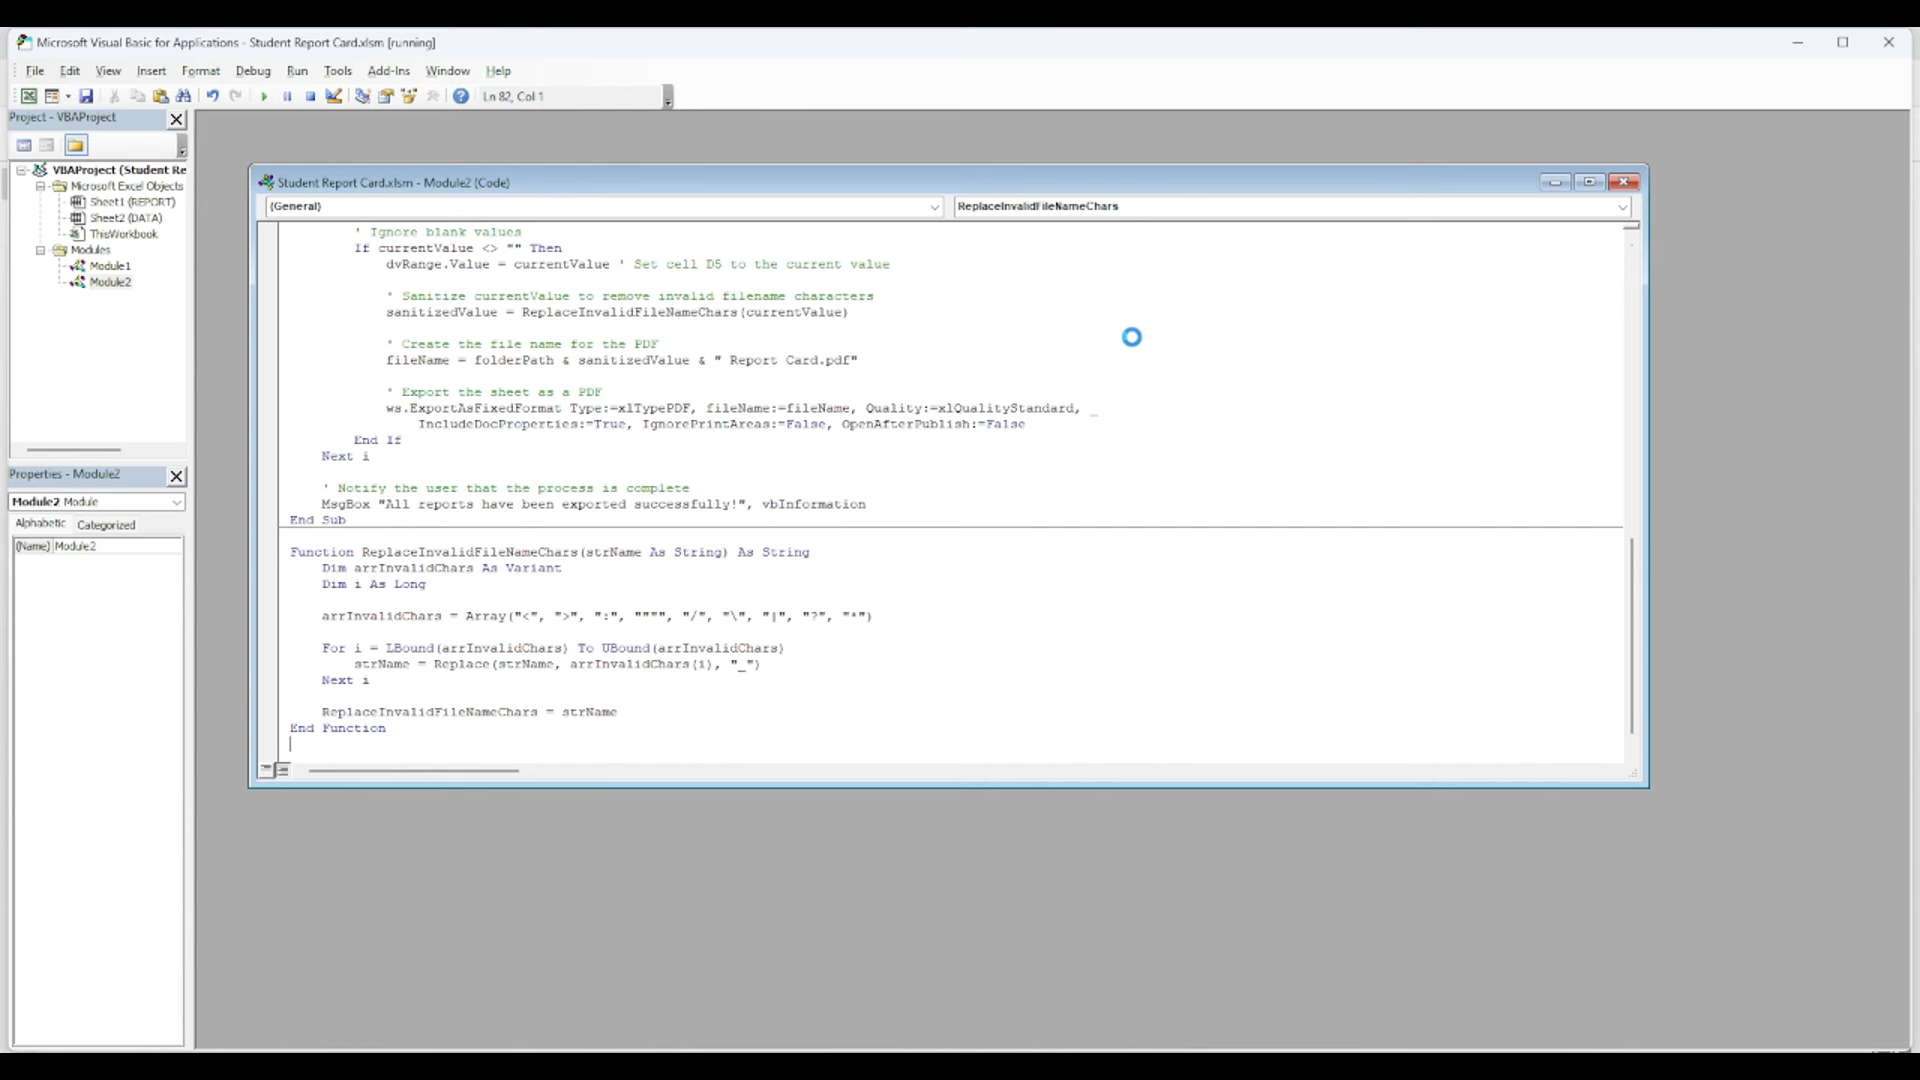 Microsoft Visual Basic for Applications - Student Report Card.xlsm [running]
File Edit View Insert Format Debug Run Tools Add-Ins Window Help
Ln 82, Col 1
Project - VBAProject
VBAProject (Student Re
Microsoft Excel Objects
Sheet1 (REPORT)
Sheet2 (DATA)
ThisWorkbook
Modules
Module1
Module2
Properties - Module2
Module2 Module
Alphabetic Categorized
(Name) Module2
Student Report Card.xlsm - Module2 (Code)
(General) ReplaceInvalidFileNameChars
' Ignore blank values
If currentValue <> "" Then
dvRange.Value = currentValue ' Set cell D5 to the current value
' Sanitize currentValue to remove invalid filename characters
sanitizedValue = ReplaceInvalidFileNameChars(currentValue)
' Create the file name for the PDF
fileName = folderPath & sanitizedValue & " Report Card.pdf"
' Export the sheet as a PDF
ws.ExportAsFixedFormat Type:=xlTypePDF, fileName:=fileName, Quality:=xlQualityStandard, _
IncludeDocProperties:=True, IgnorePrintAreas:=False, OpenAfterPublish:=False
End If
Next i
' Notify the user that the process is complete
MsgBox "All reports have been exported successfully!", vbInformation
End Sub
Function ReplaceInvalidFileNameChars(strName As String) As String
Dim arrInvalidChars As Variant
Dim i As Long
arrInvalidChars = Array("<", ">", ":", """", "/", "\", "|", "?", "*")
For i = LBound(arrInvalidChars) To UBound(arrInvalidChars)
strName = Replace(strName, arrInvalidChars(i), "_")
Next i
ReplaceInvalidFileNameChars = strName
End Function